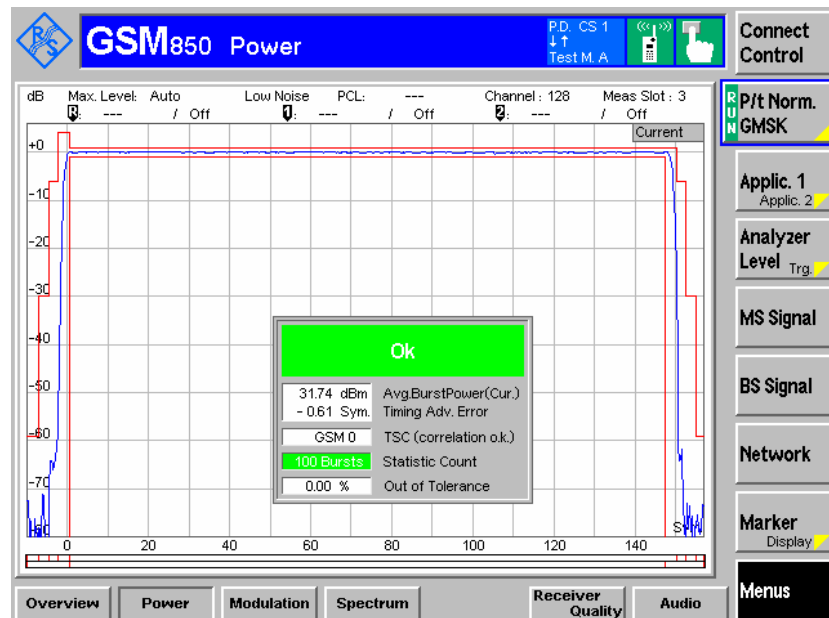 R S
GSM850 Power
P.D. CS 1
Test M. A
Connect Control
dB Max. Level: Auto Low Noise PCL: --- Channel : 128 Meas Slot : 3
R: --- / Off 1: --- / Off 2: --- / Off
Current
RUN
P/t Norm.
GMSK
Applic. 1
Applic. 2
Analyzer
Level Trg.
MS Signal
BS Signal
Network
Marker
Display
Menus
+0
-10
-20
-30
-40
-50
-60
-70
Ok
31.74 dBm Avg.BurstPower(Cur.)
- 0.61 Sym. Timing Adv. Error
GSM 0 TSC (correlation o.k.)
100 Bursts Statistic Count
0.00 % Out of Tolerance
0 20 40 60 80 100 120 140
Overview Power Modulation Spectrum Receiver Quality Audio